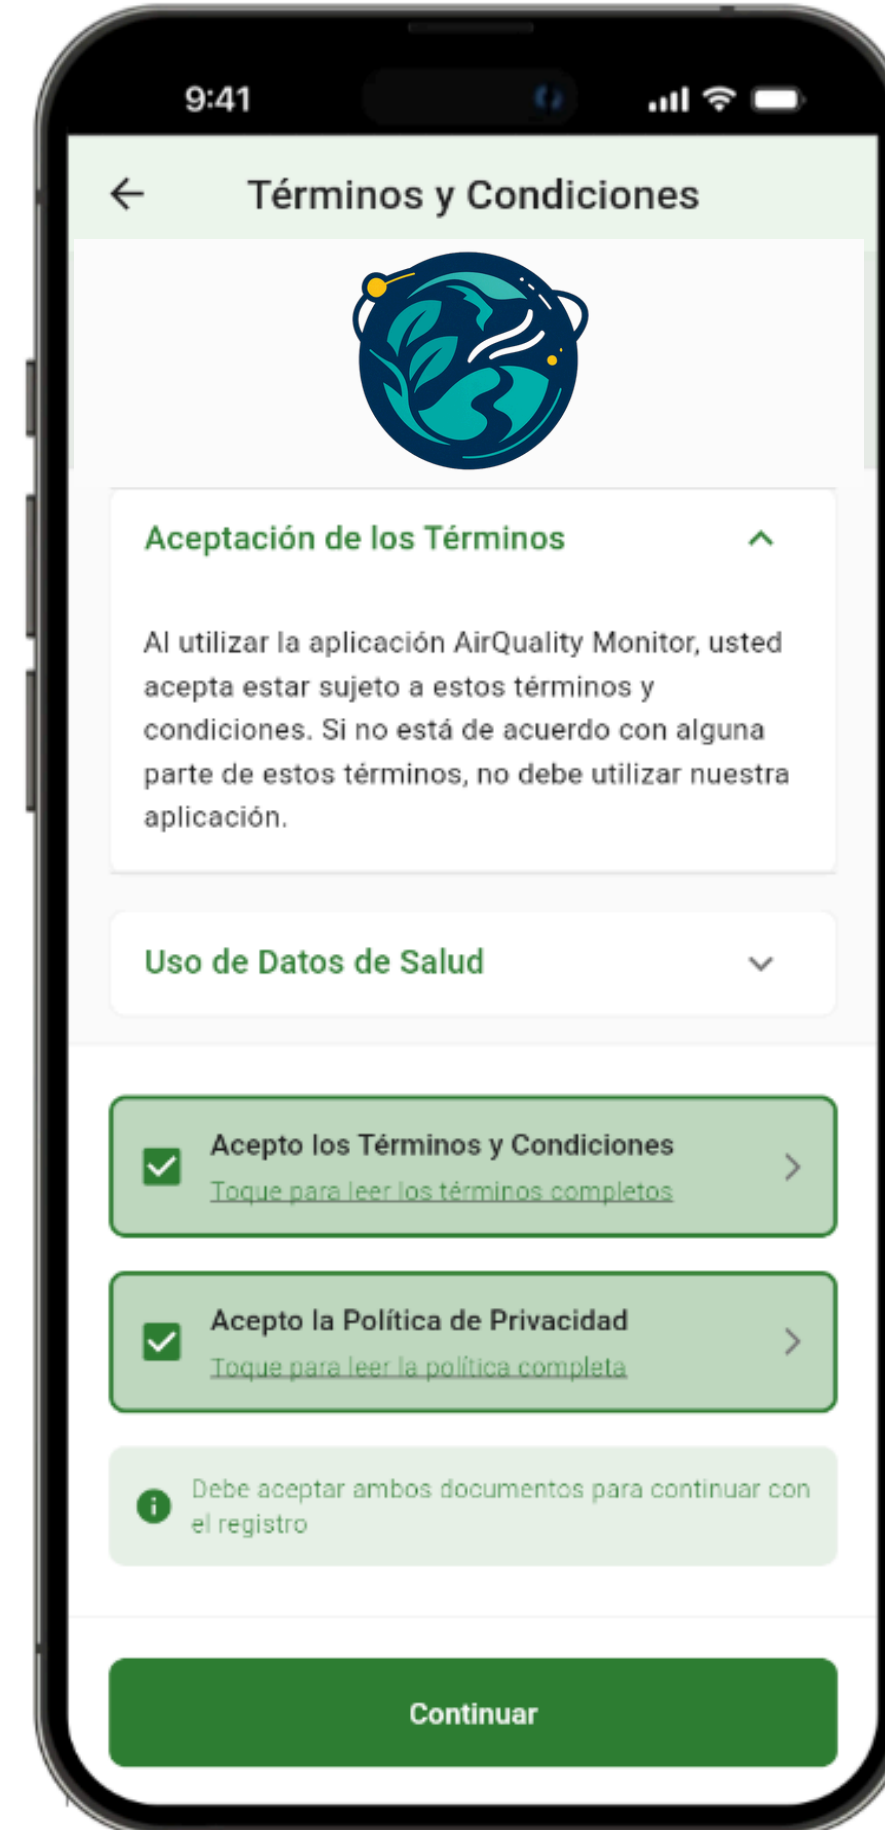 9:41
Términos y Condiciones
Aceptación de los Términos
Al utilizar la aplicación AirQuality Monitor, usted
acepta estar sujeto a estos términos y
condiciones. Si no está de acuerdo con alguna
parte de estos términos, no debe utilizar nuestra
aplicación.
Uso de Datos de Salud
Acepto los Términos y Condiciones
Toque para leer los términos completos
Acepto la Política de Privacidad
Toque para leer la política completa
Debe aceptar ambos documentos para continuar con
el registro
Continuar